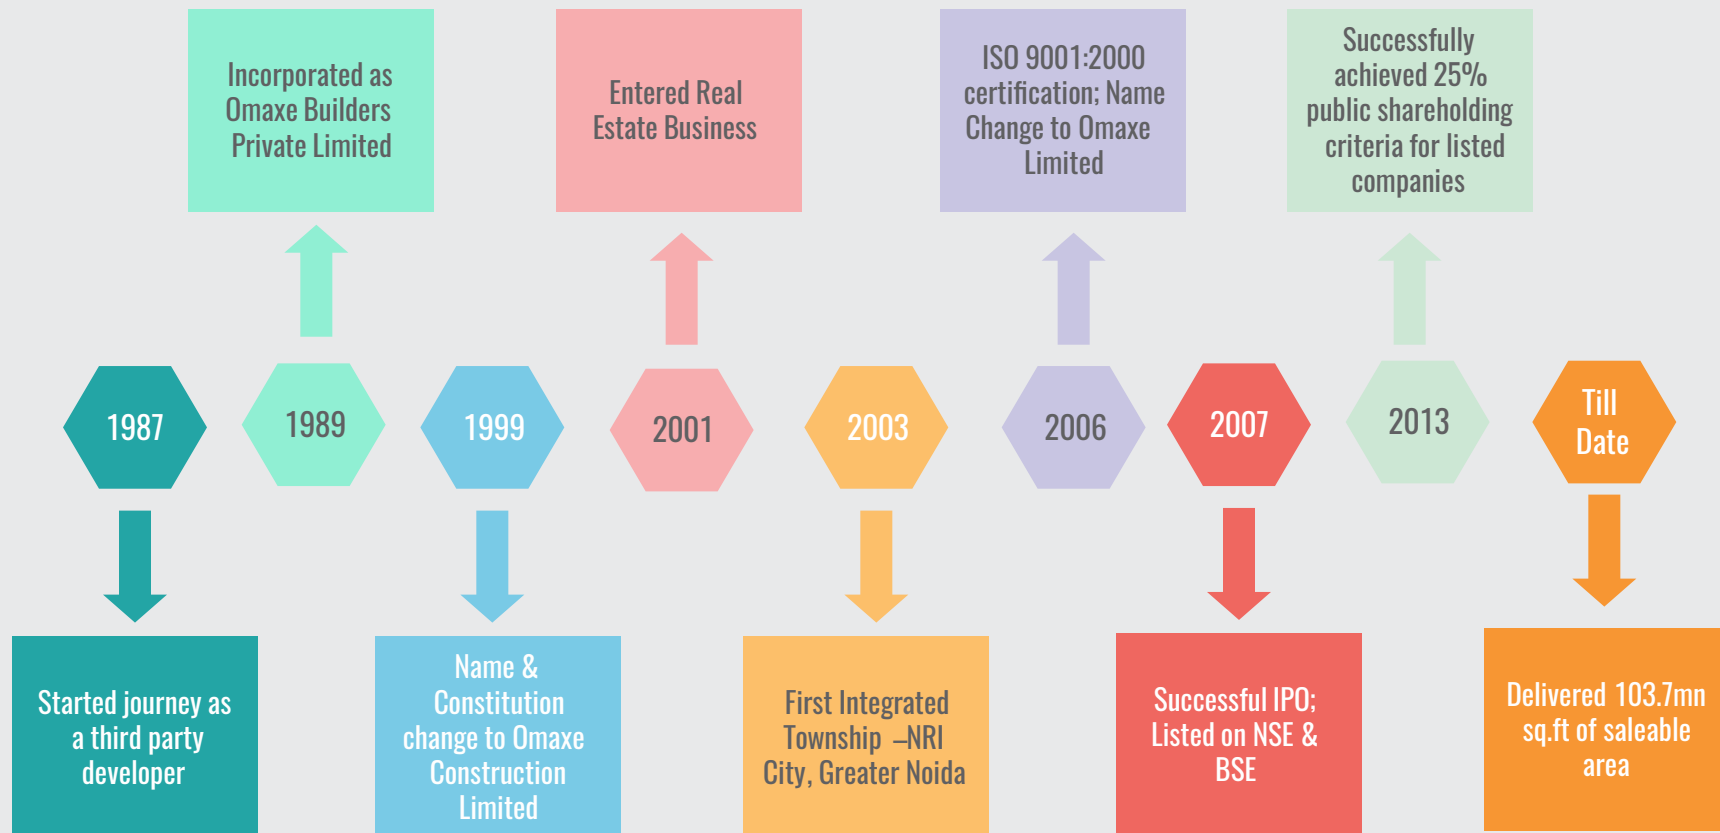 Incorporated as
Omaxe Builders
Private Limited
Entered Real
Estate Business
ISO 9001:2000
certification; Name
Change to Omaxe
Limited
Successfully
achieved 25%
public shareholding
criteria for listed
companies
1987
1989
1999
2001
2003
2006
2007
2013
Till
Date
Started journey as
a third party
developer
Name &
Constitution
change to Omaxe
Construction
Limited
First Integrated
Township –NRI
City, Greater Noida
Successful IPO;
Listed on NSE &
BSE
Delivered 103.7mn
sq.ft of saleable
area